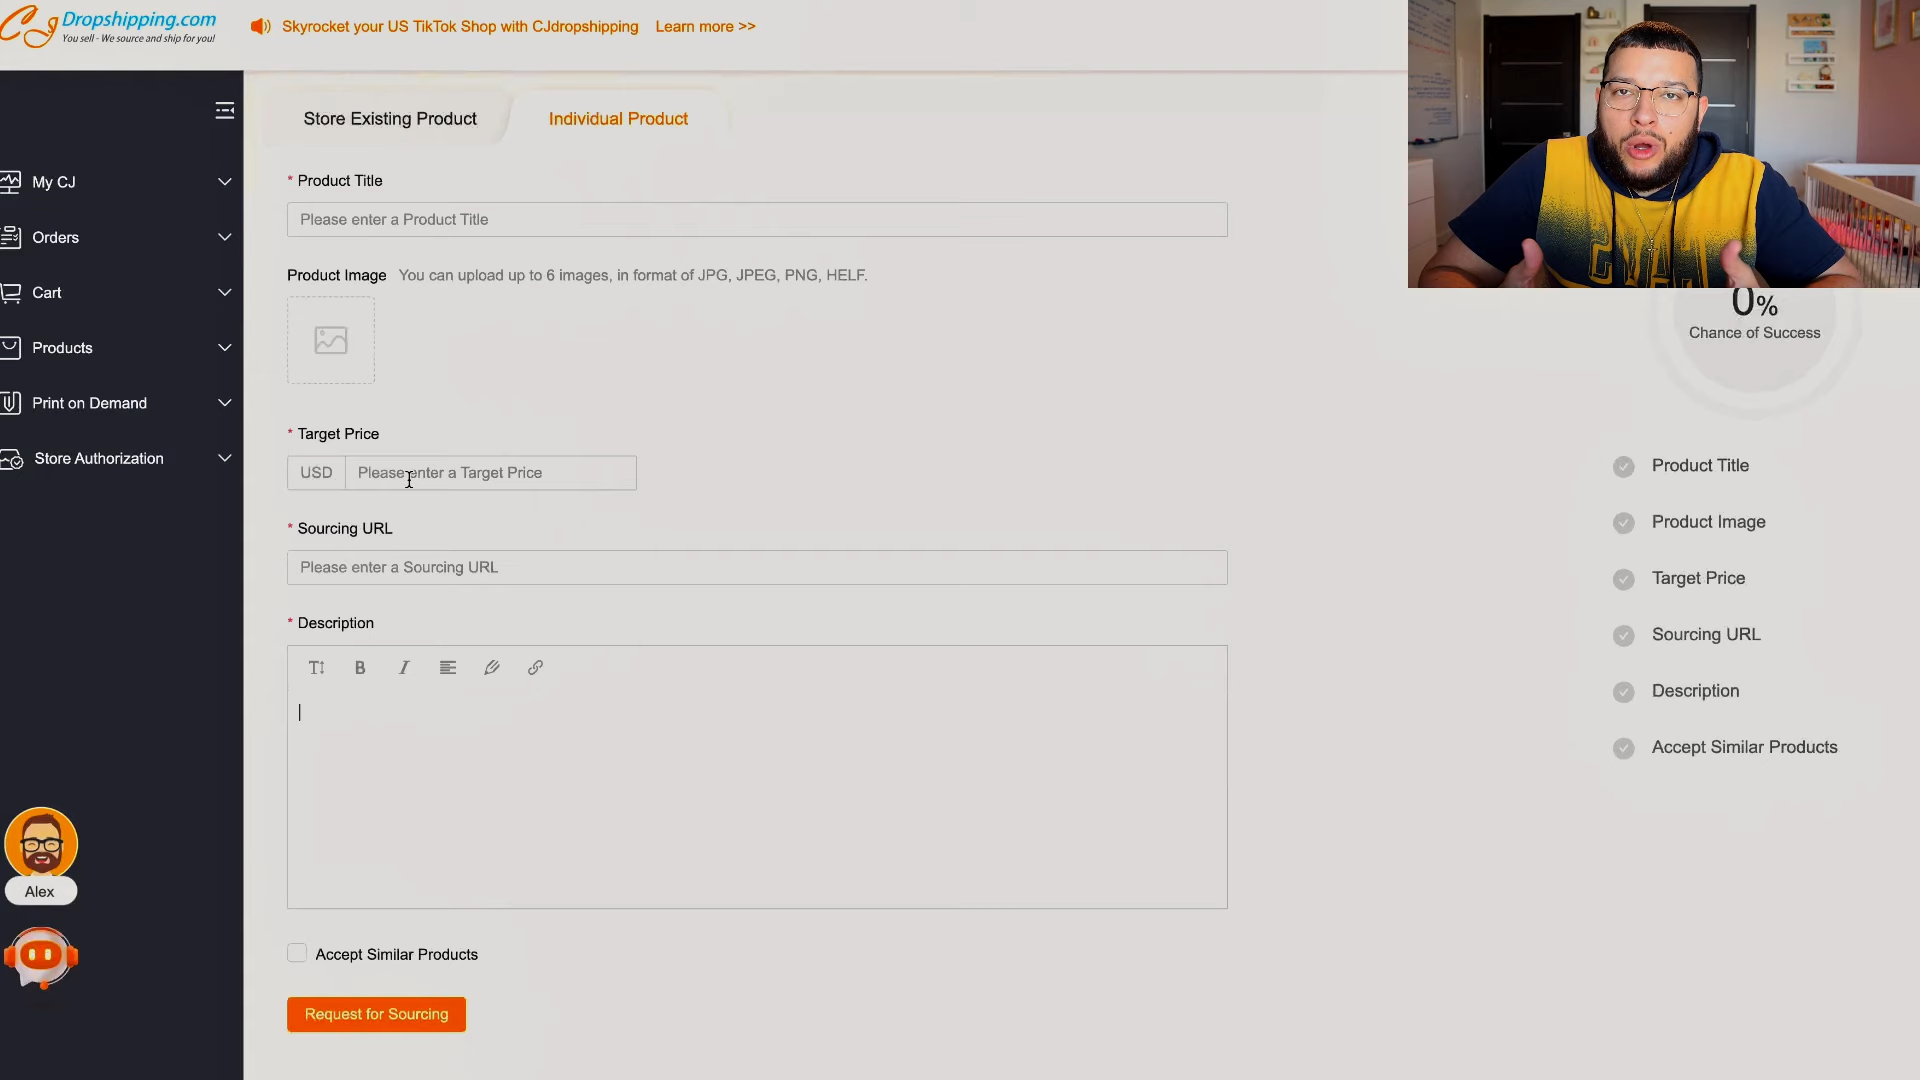 CJ Dropshipping.com
You sell - We source and ship for you!
Skyrocket your US TikTok Shop with CJdropshipping Learn more >>
My CJ
Orders
Cart
Products
Print on Demand
Store Authorization
Alex
Store Existing Product Individual Product
* Product Title
Please enter a Product Title
Product Image You can upload up to 6 images, in format of JPG, JPEG, PNG, HELF.
* Target Price
USD Please enter a Target Price
* Sourcing URL
Please enter a Sourcing URL
* Description
Accept Similar Products
Request for Sourcing
0%
Chance of Success
Product Title
Product Image
Target Price
Sourcing URL
Description
Accept Similar Products